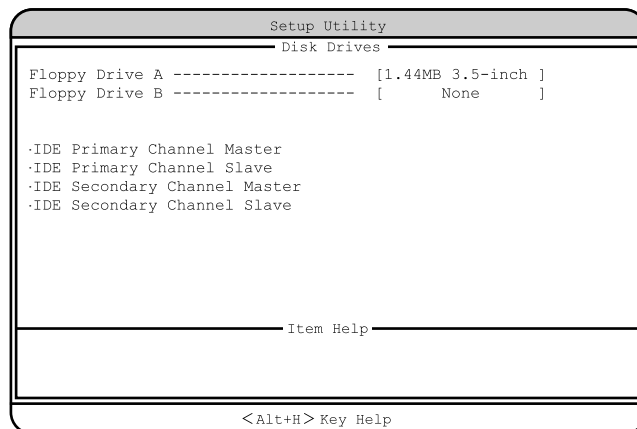 Setup Utility
Disk Drives
Floppy Drive A ------------------- [1.44MB 3.5-inch ]
Floppy Drive B ------------------- [ None ]
·IDE Primary Channel Master
·IDE Primary Channel Slave
·IDE Secondary Channel Master
·IDE Secondary Channel Slave
Item Help
<Alt+H> Key Help